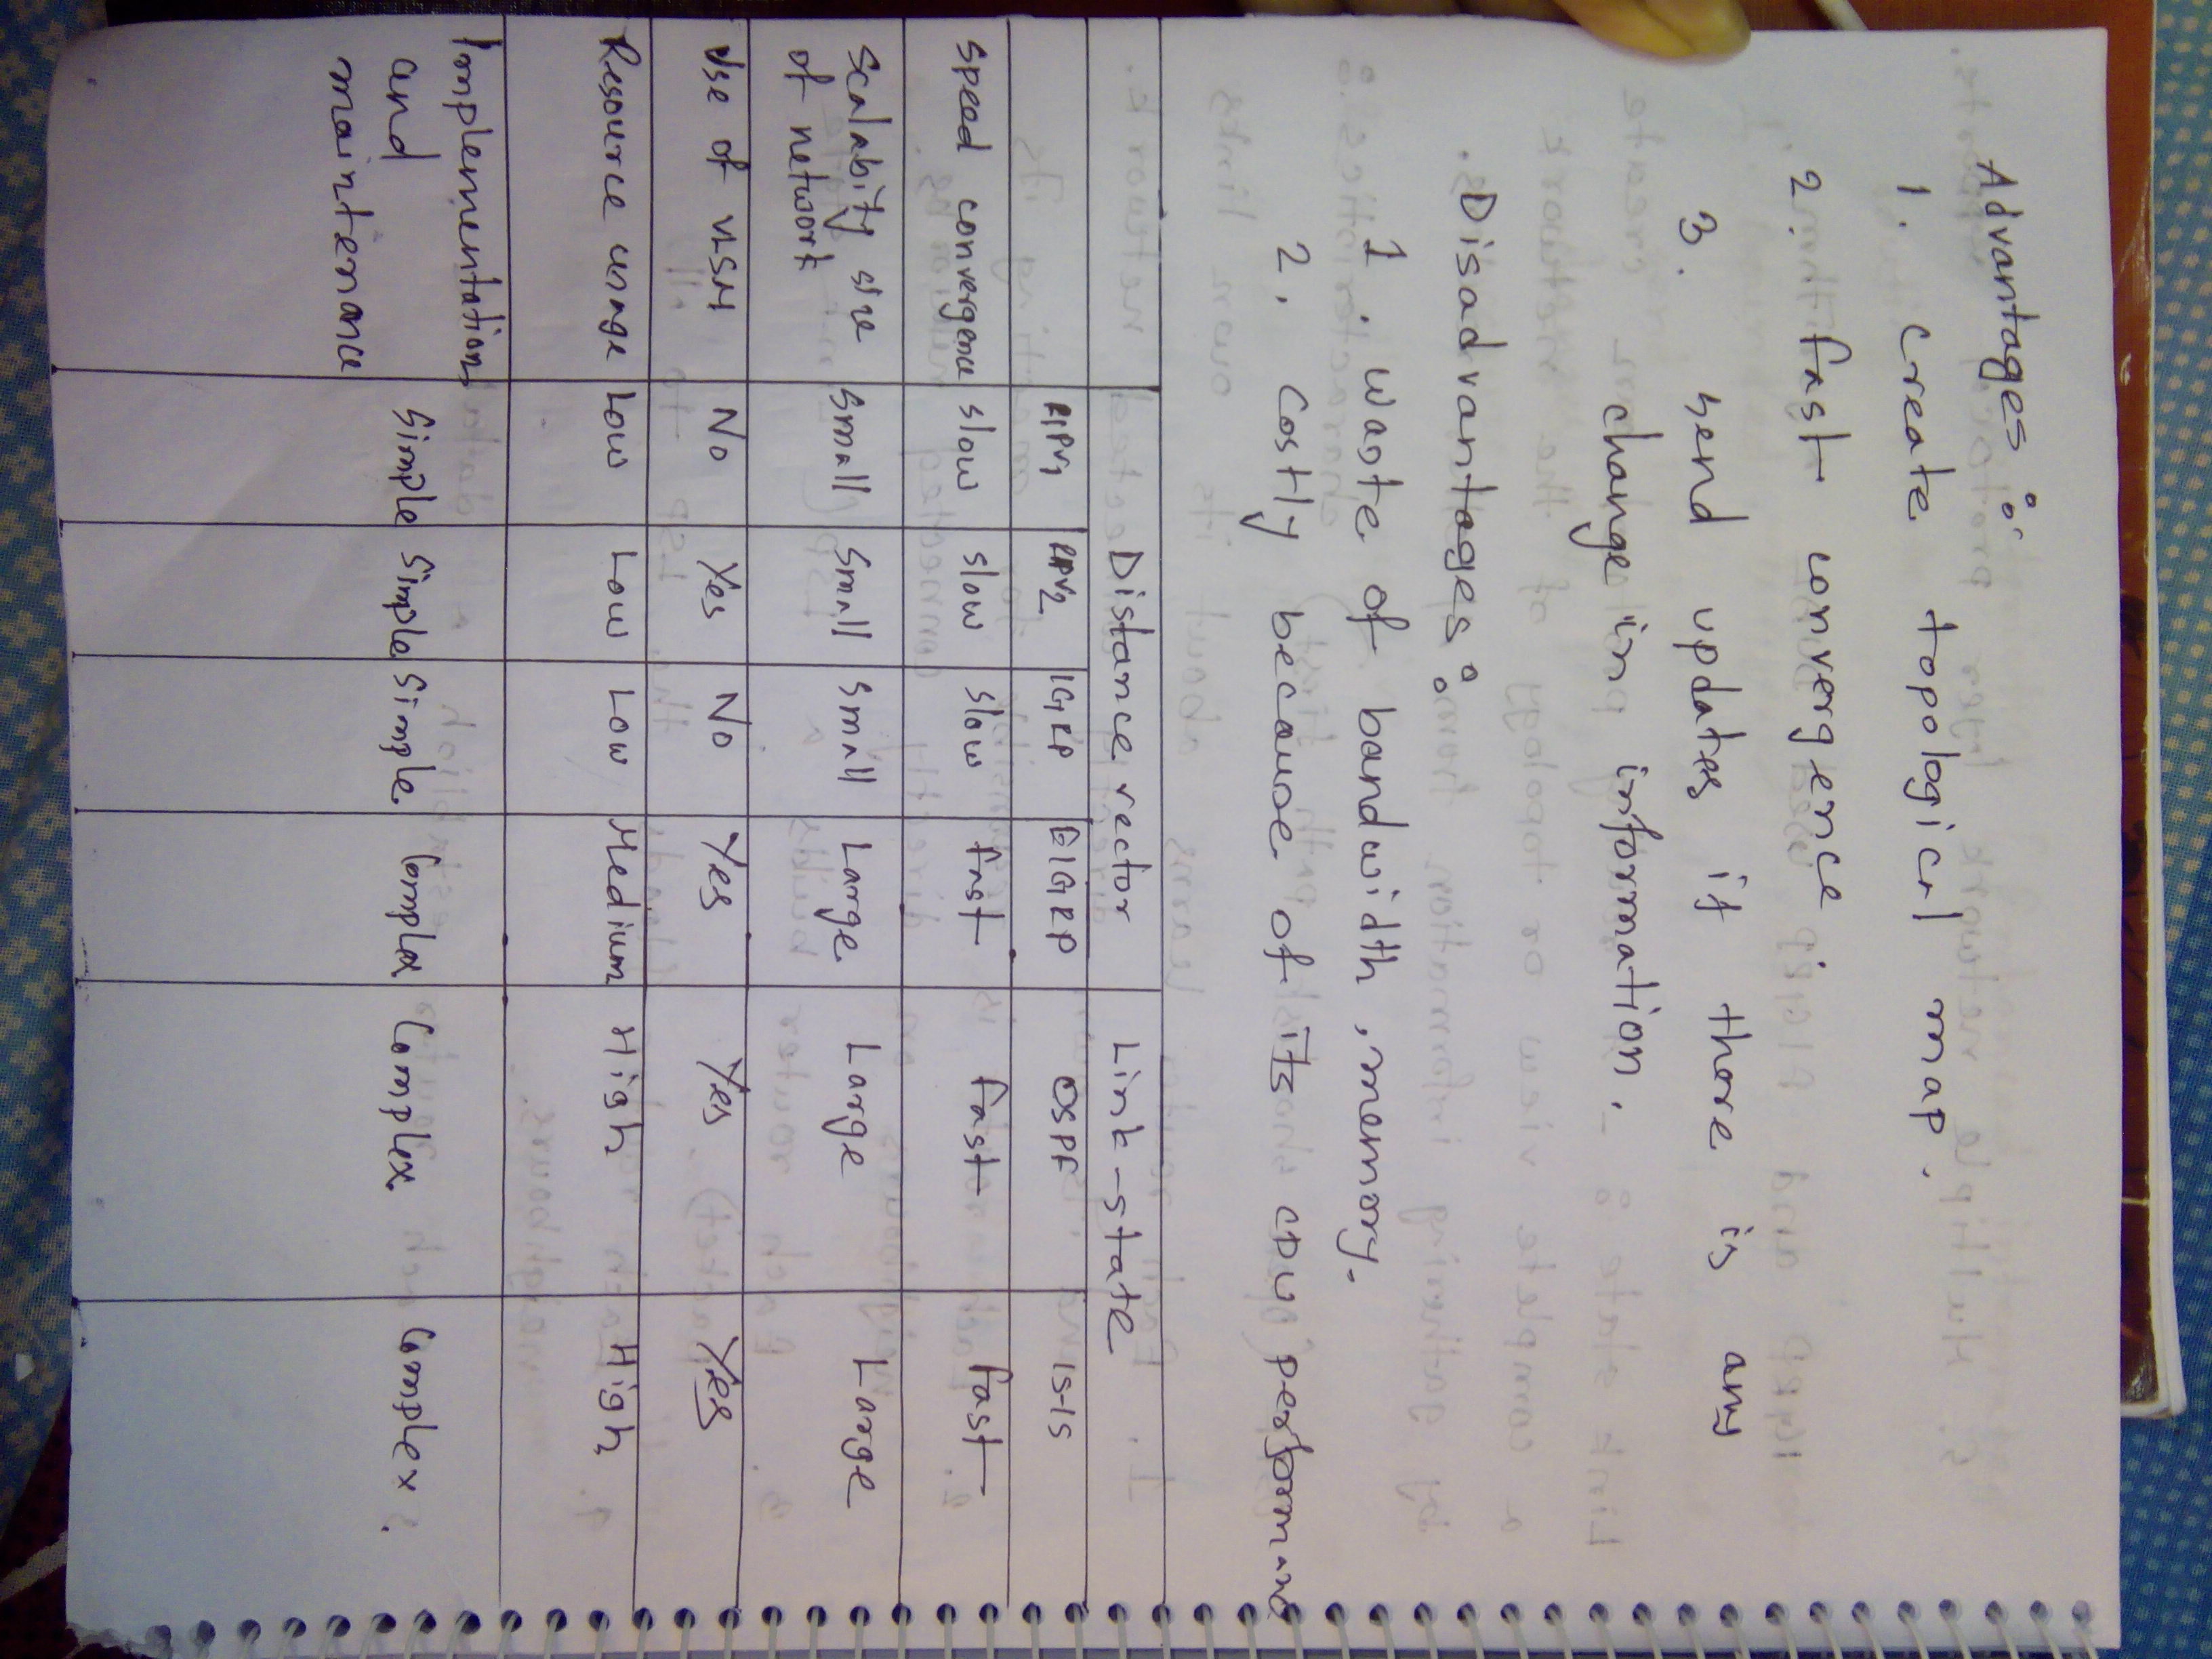 Advantages :-
1. Create topological map.
2. fast convergence.
3. send updates if there is any
change in information.
Disadvantages :
1. waste of bandwidth, memory.
2. Costly because of its CPU performanc
Distance vector Link-state
RIPv1 RIPv2 IGRP EIGRP OSPF IS-IS
Speed convergence slow slow slow fast fast fast
Scalabity size
of network Small Small Small Large Large Large
Use of VLSM No Yes No Yes Yes Yes
Resource usage Low Low Low Medium High High
Implementation
and Simple Simple Simple Complex Complex Complex.
maintenance